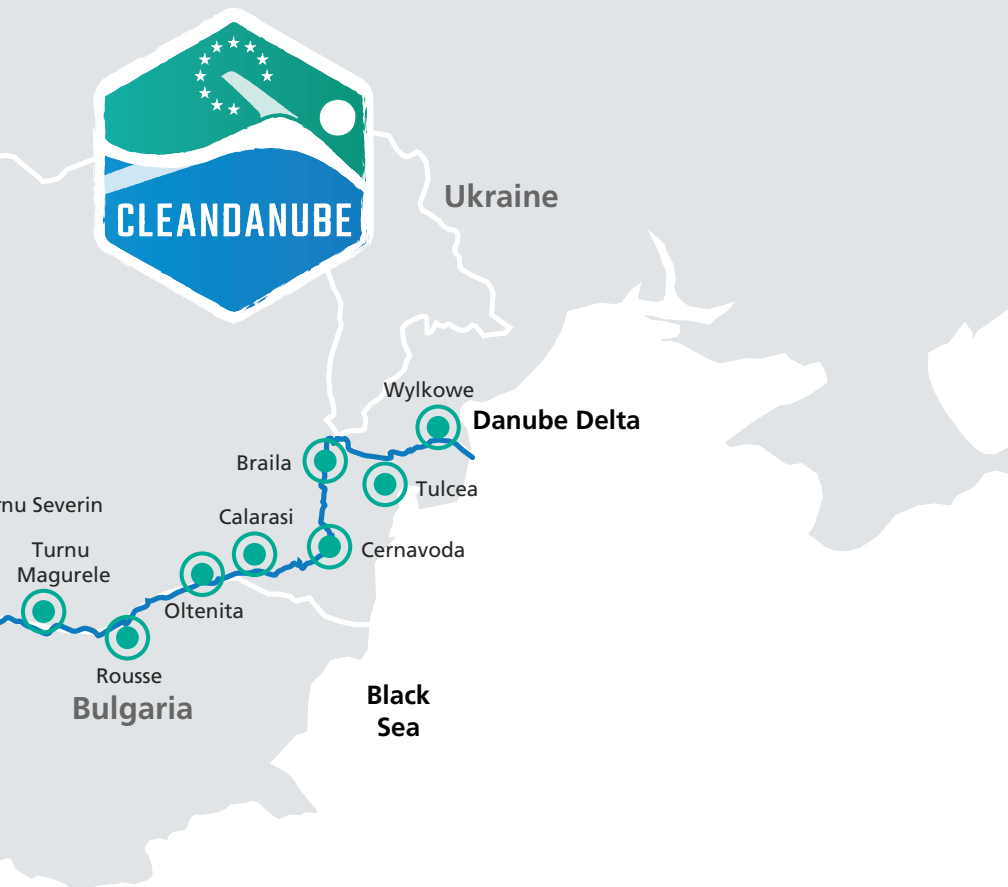 CLEANDANUBE
Ukraine
Wylkowe
Danube Delta
Braila
Tulcea
rnu Severin
Calarasi
Turnu
Magurele
Cernavoda
Oltenita
Rousse
Bulgaria
Black
Sea